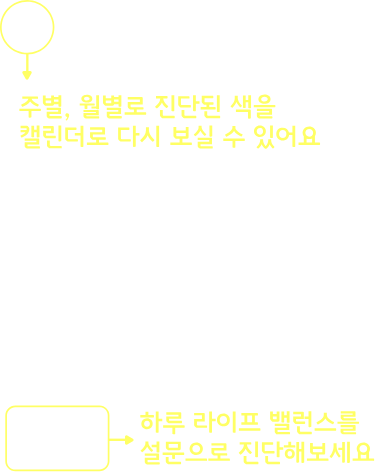 주별, 월별로 진단된 색을
캘린더로 다시 보실 수 있어요
하루 라이프 밸런스를
설문으로 진단해보세요